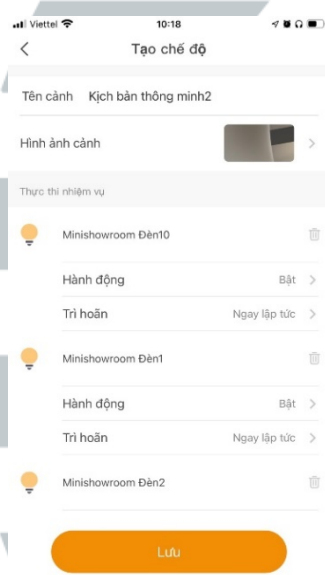 Viettel 10:18
Tạo chế độ
Tên cảnh Kịch bản thông minh2
Hình ảnh cảnh
Thực thi nhiệm vụ
Minishowroom Đèn10
Hành động Bật
Trì hoãn Ngay lập tức
Minishowroom Đèn1
Hành động Bật
Trì hoãn Ngay lập tức
Minishowroom Đèn2
Lưu